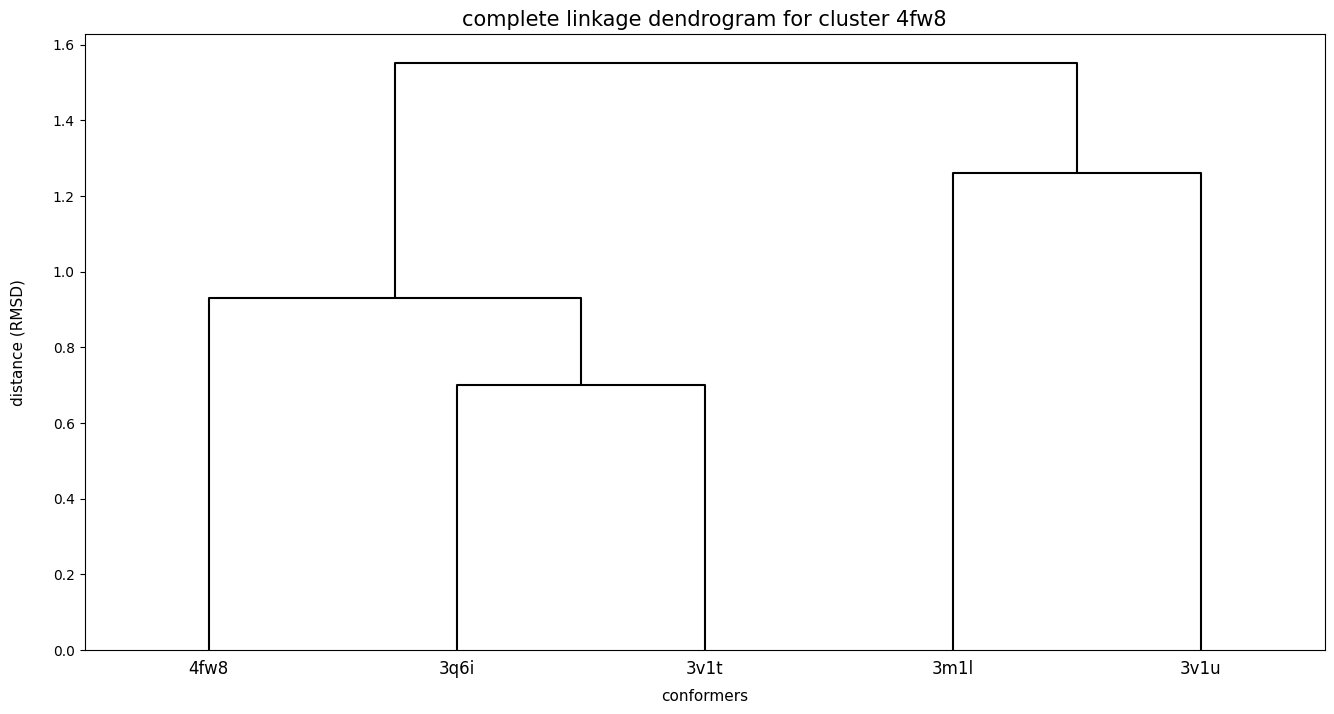 complete linkage dendrogram for cluster 4fw8
1.6
1.4
1.2
1.0
0.8
0.6
0.4
0.2
0.0
distance (RMSD)
4fw8 3q6i 3v1t 3m1l 3v1u
conformers